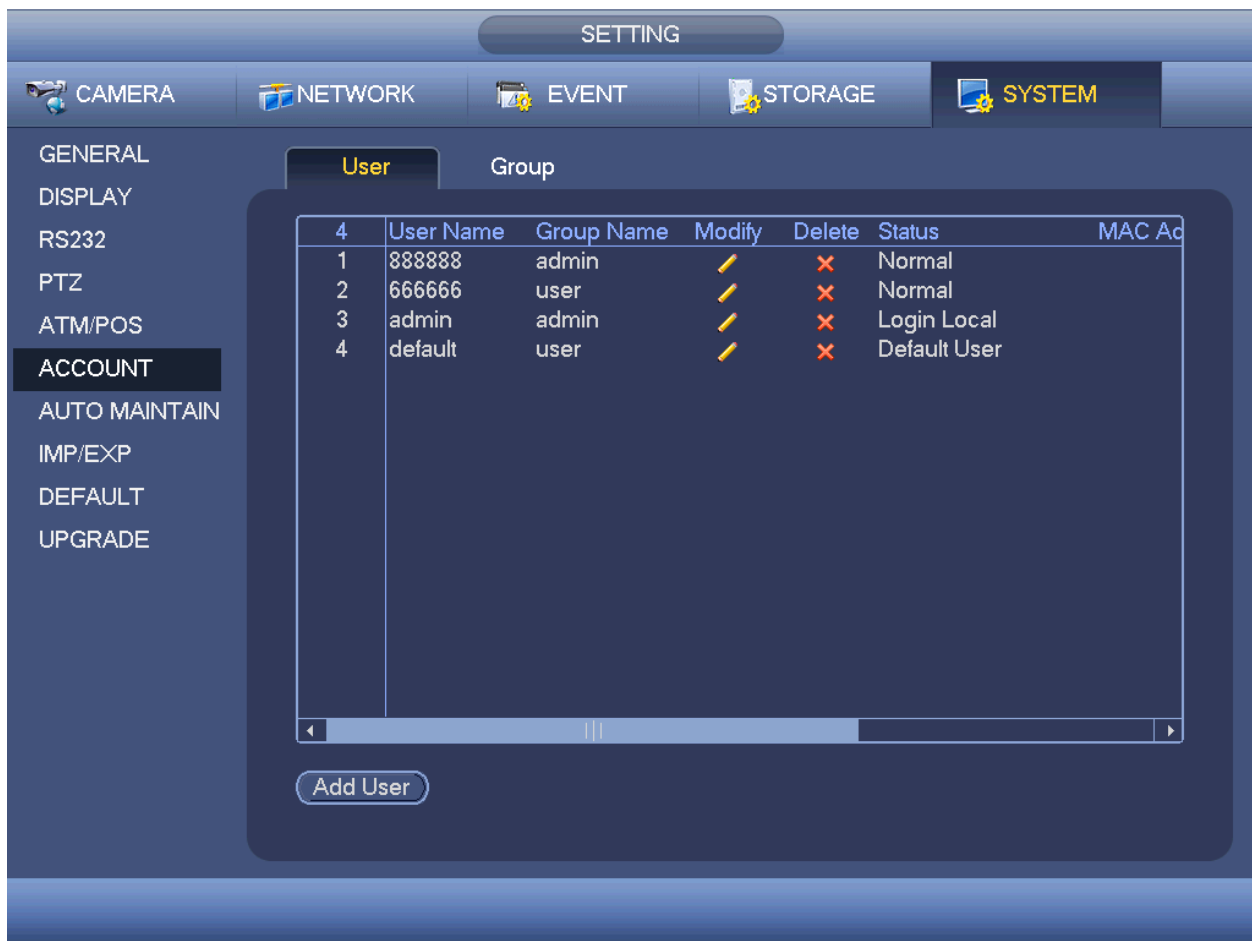 SETTING
CAMERA NETWORK EVENT STORAGE SYSTEM
GENERAL
DISPLAY
RS232
PTZ
ATM/POS
ACCOUNT
AUTO MAINTAIN
IMP/EXP
DEFAULT
UPGRADE
User Group
4 User Name Group Name Modify Delete Status MAC Ad
1 888888 admin Normal
2 666666 user Normal
3 admin admin Login Local
4 default user Default User
Add User